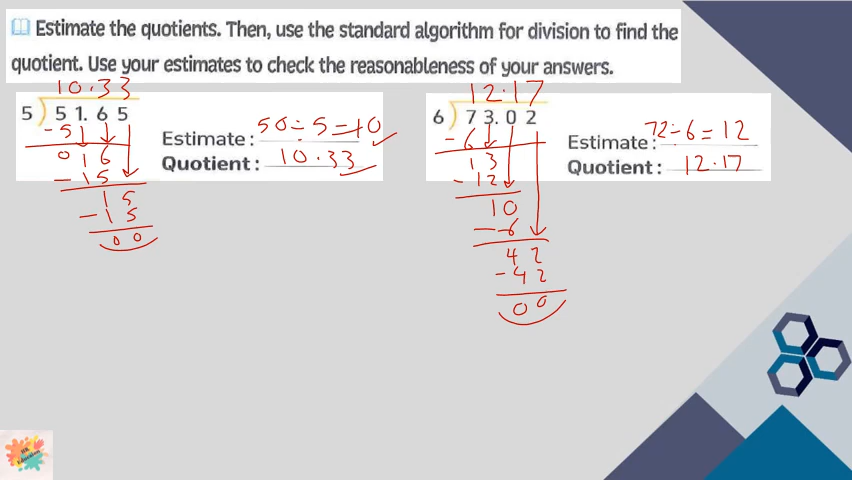 Estimate the quotients. Then, use the standard algorithm for division to find the
quotient. Use your estimates to check the reasonableness of your answers.
10.33
5 51.65
-5
016
-15
15
-15
00
Estimate: 50÷5=10
Quotient: 10.33
12.17
6 73.02
-6
13
-12
10
-6
42
-42
00
Estimate: 72÷6=12
Quotient: 12.17
HR
Education